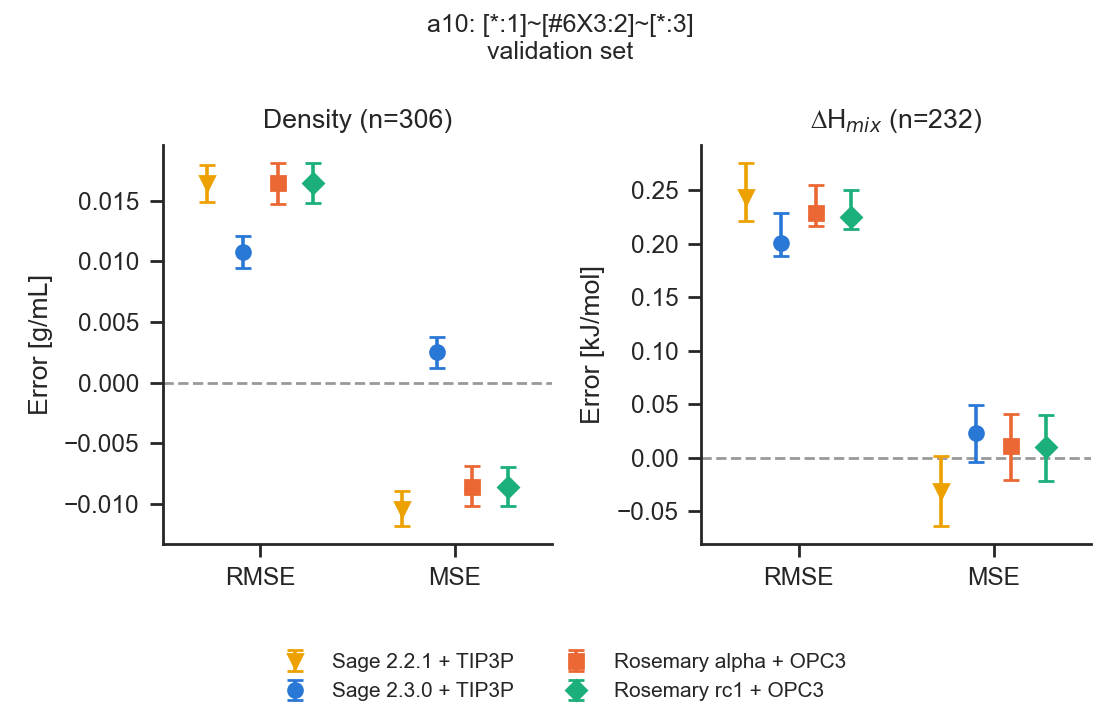 a10: [*:1]~[#6X3:2]~[*:3]
validation set
Density (n=306)
Error [g/mL]
0.015
0.010
0.005
0.000
−0.005
−0.010
RMSE
MSE
ΔHmix (n=232)
Error [kJ/mol]
0.25
0.20
0.15
0.10
0.05
0.00
−0.05
RMSE
MSE
Sage 2.2.1 + TIP3P
Sage 2.3.0 + TIP3P
Rosemary alpha + OPC3
Rosemary rc1 + OPC3